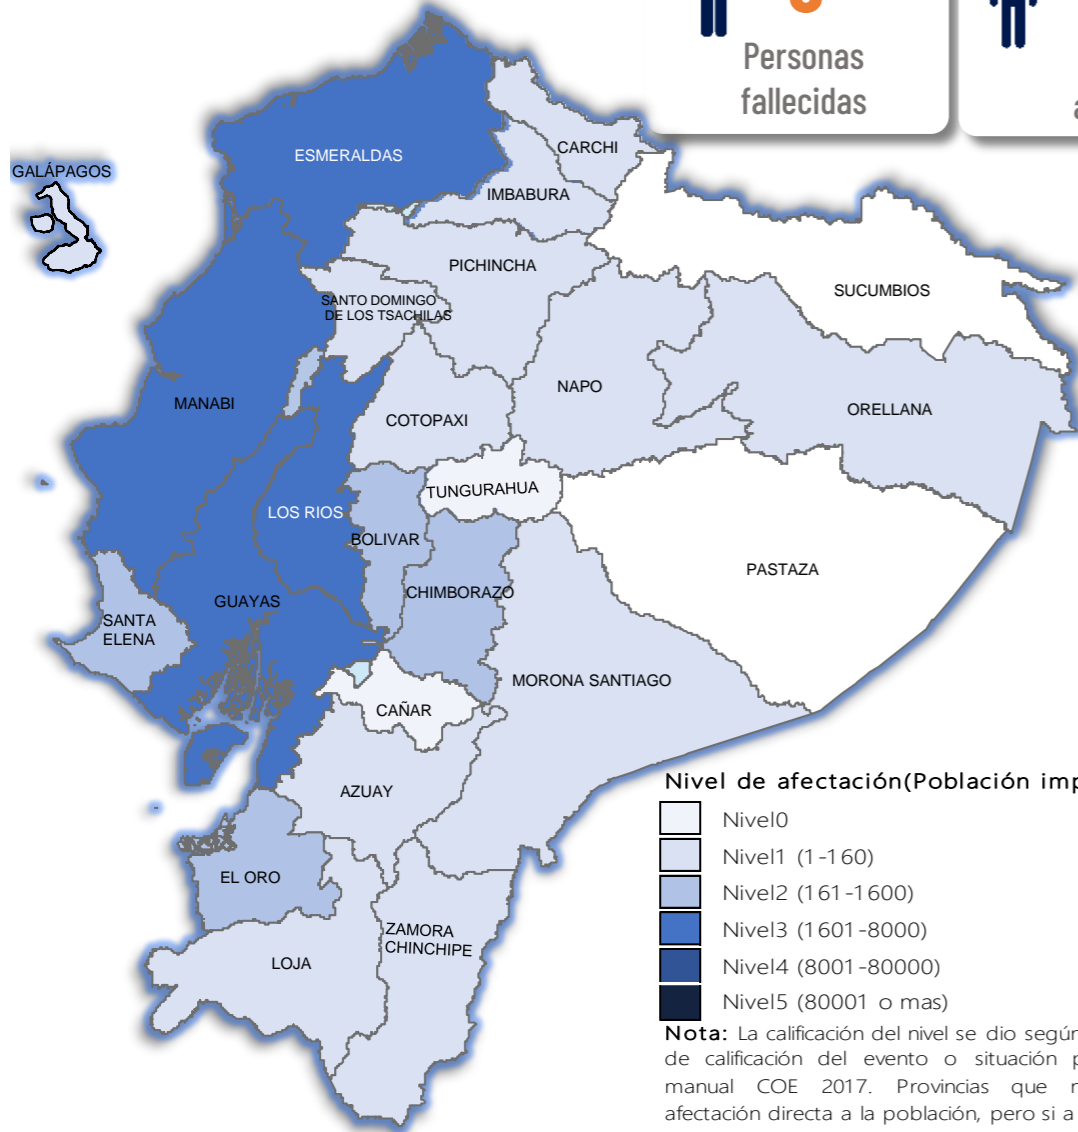 Personas
fallecidas
GALÁPAGOS
ESMERALDAS
CARCHI
IMBABURA
PICHINCHA
SUCUMBIOS
SANTO DOMINGO
DE LOS TSACHILAS
NAPO
MANABI
COTOPAXI
ORELLANA
TUNGURAHUA
LOS RIOS
BOLIVAR
PASTAZA
CHIMBORAZO
GUAYAS
SANTA
ELENA
MORONA SANTIAGO
CAÑAR
AZUAY
EL ORO
ZAMORA
CHINCHIPE
LOJA
Nivel de afectación(Población imp
Nivel0
Nivel1 (1-160)
Nivel2 (161-1600)
Nivel3 (1601-8000)
Nivel4 (8001-80000)
Nivel5 (80001 o mas)
Nota: La calificación del nivel se dio según
de calificación del evento o situación p
manual COE 2017. Provincias que n
afectación directa a la población, pero si a